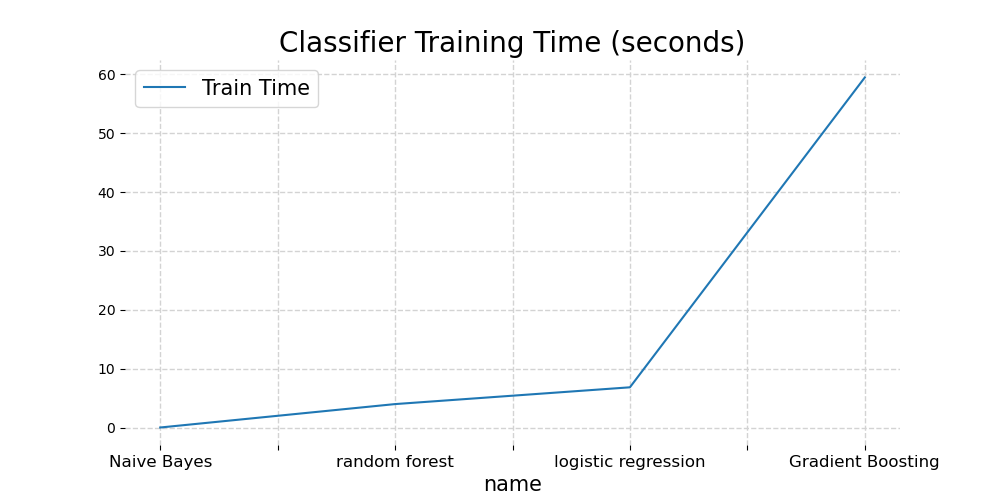 Classifier Training Time (seconds)
Train Time
60
50
40
30
20
10
0
Naive Bayes random forest logistic regression Gradient Boosting
name